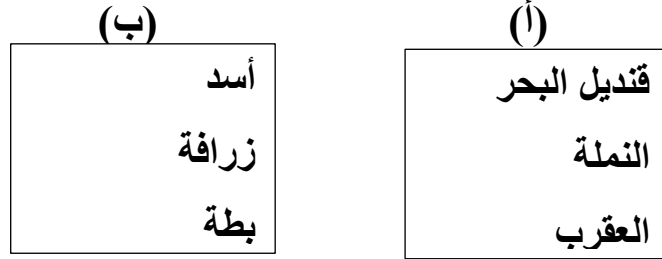 (أ)
قنديل البحر
النملة
العقرب
(ب)
أسد
زرافة
بطة